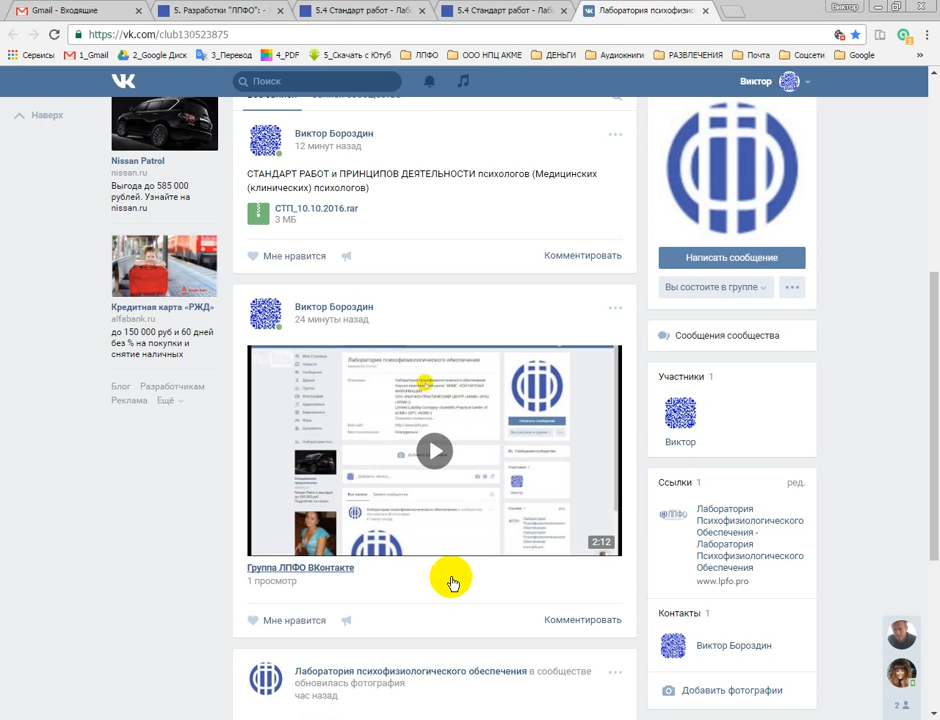 Gmail - Входящие
5. Разработки "ЛПФО": -
5.4 Стандарт работ - Лаб
5.4 Стандарт работ - Лаб
Лаборатория психофизио
Виктор
https://vk.com/club130523875
Сервисы
1_Gmail
2_Google Диск
3_Перевод
4_PDF
5_Скачать с Ютуб
ЛПФО
ООО НПЦ АКМЕ
ДЕНЬГИ
Аудиокниги
РАЗВЛЕЧЕНИЯ
Почта
Соцсети
Google
Поиск
Виктор
Наверх
Nissan Patrol
nissan.ru
Выгода до 585 000
рублей. Узнайте на
nissan.ru
Кредитная карта «РЖД»
alfabank.ru
до 150 000 руб и 60 дней
без % на покупки и
снятие наличных
Блог Разработчикам
Реклама Ещё
Виктор Бороздин
12 минут назад
СТАНДАРТ РАБОТ и ПРИНЦИПОВ ДЕЯТЕЛЬНОСТИ психологов (Медицинских
(клинических) психологов)
СТП_10.10.2016.rar
3 МБ
Мне нравится
Комментировать
Виктор Бороздин
24 минуты назад
Лаборатория психофизиологического обеспечения
2:12
Группа ЛПФО ВКонтакте
1 просмотр
Мне нравится
Комментировать
Лаборатория психофизиологического обеспечения в сообществе
обновилась фотография
час назад
Написать сообщение
Вы состоите в группе
Сообщения сообщества
Участники 1
Виктор
Ссылки 1
ред.
ЛПФО
Лаборатория
Психофизиологического
Обеспечения -
Лаборатория
Психофизиологического
Обеспечения
www.lpfo.pro
Контакты 1
Виктор Бороздин
Добавить фотографии
2